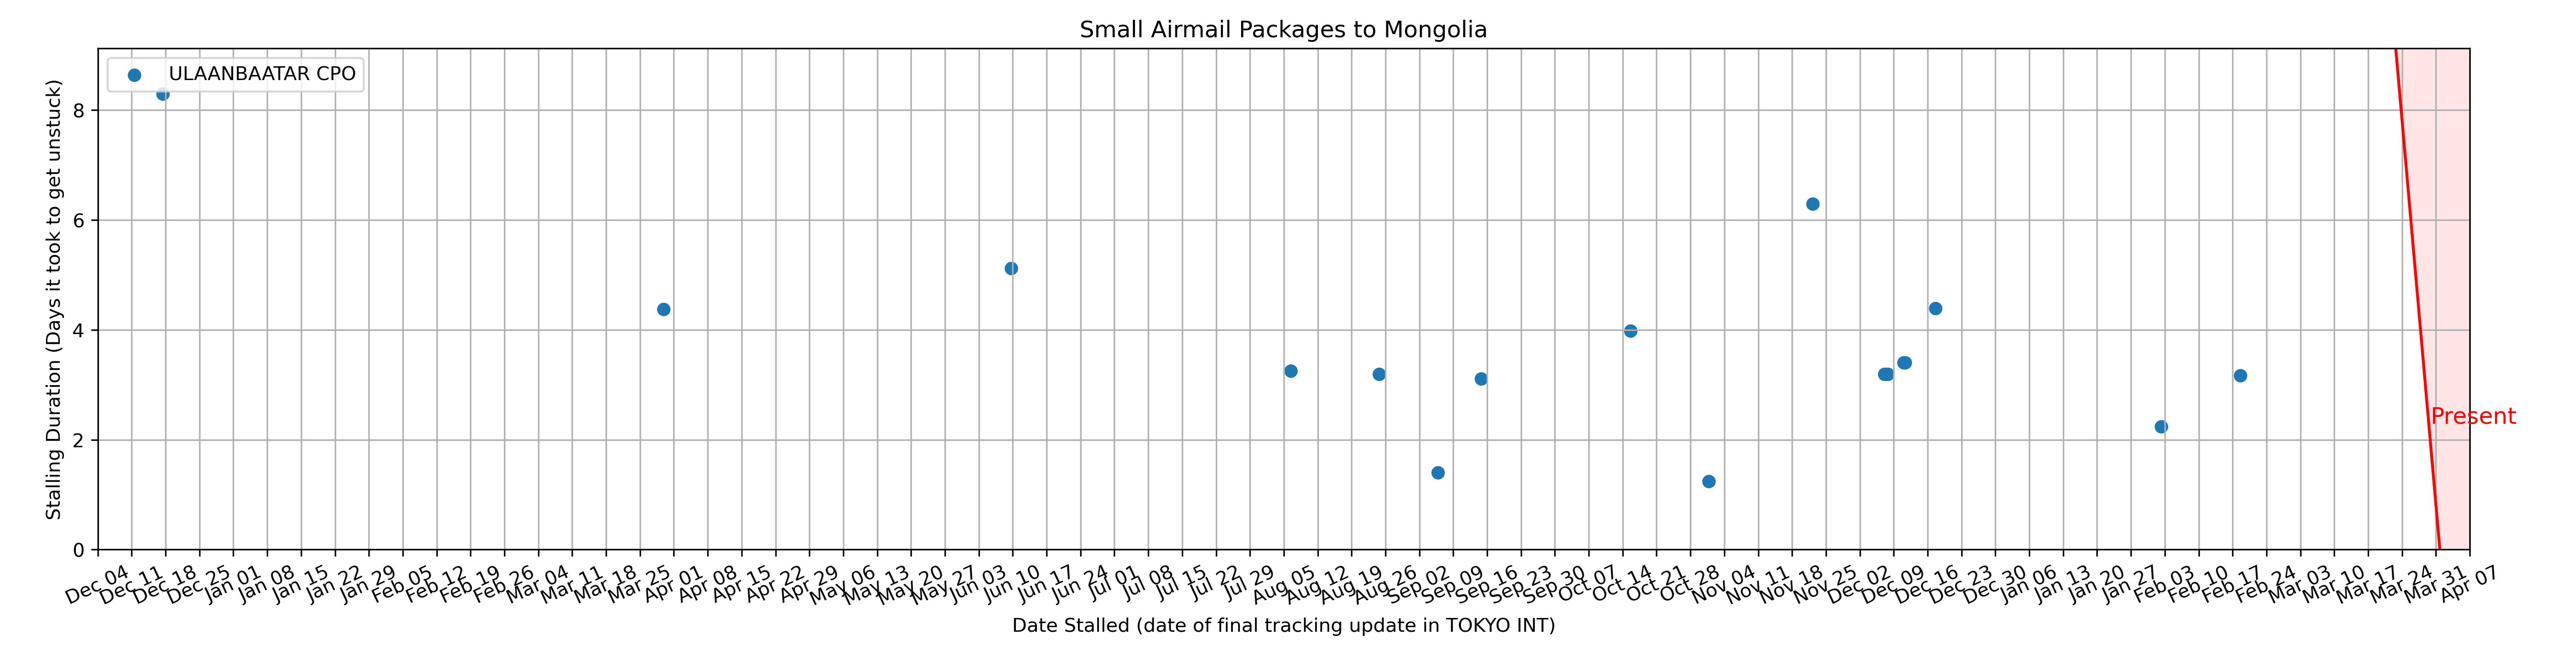 Small Airmail Packages to Mongolia
ULAANBAATAR CPO
Stalling Duration (Days it took to get unstuck)
8
6
4
2
0
Present
Dec 04
Dec 11
Dec 18
Dec 25
Jan 01
Jan 08
Jan 15
Jan 22
Jan 29
Feb 05
Feb 12
Feb 19
Feb 26
Mar 04
Mar 11
Mar 18
Mar 25
Apr 01
Apr 08
Apr 15
Apr 22
Apr 29
May 06
May 13
May 20
May 27
Jun 03
Jun 10
Jun 17
Jun 24
Jul 01
Jul 08
Jul 15
Jul 22
Jul 29
Aug 05
Aug 12
Aug 19
Aug 26
Sep 02
Sep 09
Sep 16
Sep 23
Sep 30
Oct 07
Oct 14
Oct 21
Oct 28
Nov 04
Nov 11
Nov 18
Nov 25
Dec 02
Dec 09
Dec 16
Dec 23
Dec 30
Jan 06
Jan 13
Jan 20
Jan 27
Feb 03
Feb 10
Feb 17
Feb 24
Mar 03
Mar 10
Mar 17
Mar 24
Mar 31
Apr 07
Date Stalled (date of final tracking update in TOKYO INT)